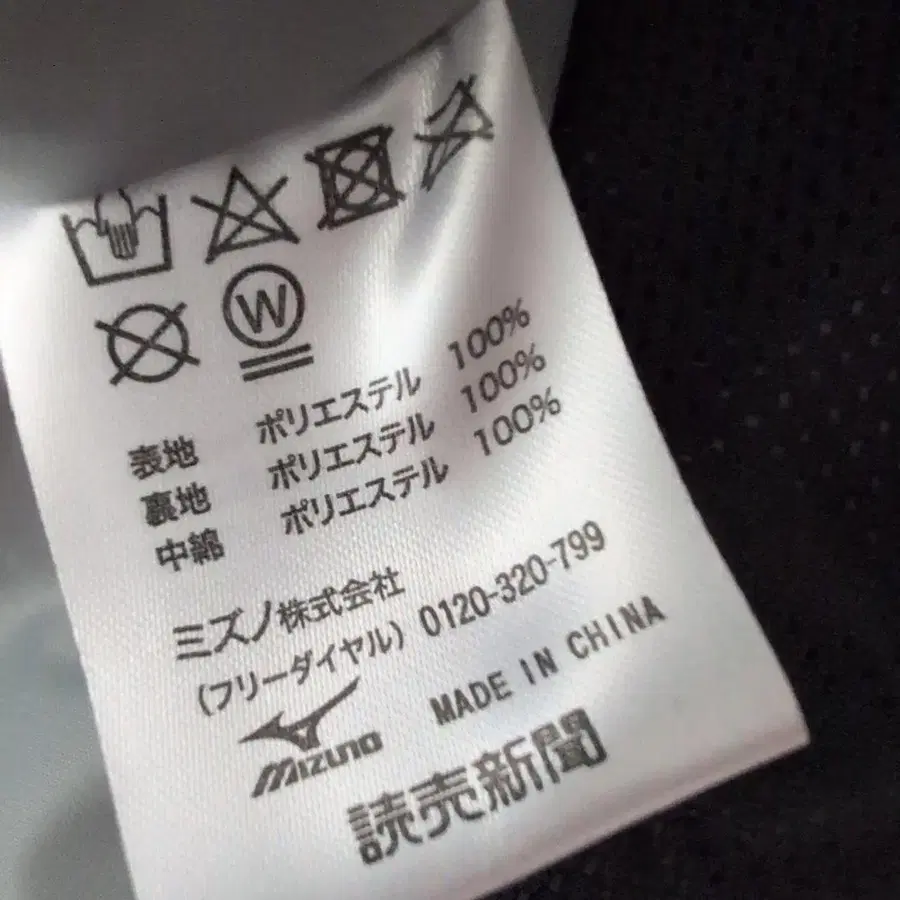 W
表地 ポリエステル 100%
裏地 ポリエステル 100%
中綿 ポリエステル 100%
ミズノ株式会社
(フリーダイヤル) 0120-320-799
MIZUNO MADE IN CHINA
読売新聞